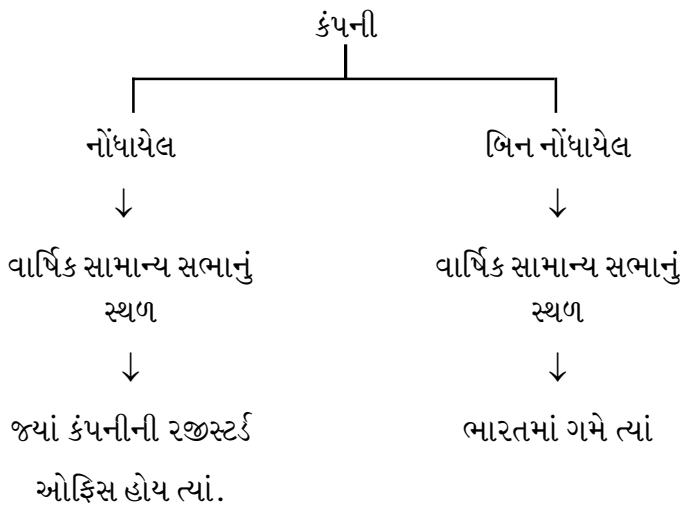 કંપની
નોંધાયેલ
બિન નોંધાયેલ
↓
↓
વાર્ષિક સામાન્ય સભાનું
સ્થળ
વાર્ષિક સામાન્ય સભાનું
સ્થળ
↓
↓
જ્યાં કંપનીની રજીસ્ટર્ડ
ઓફિસ હોય ત્યાં.
ભારતમાં ગમે ત્યાં